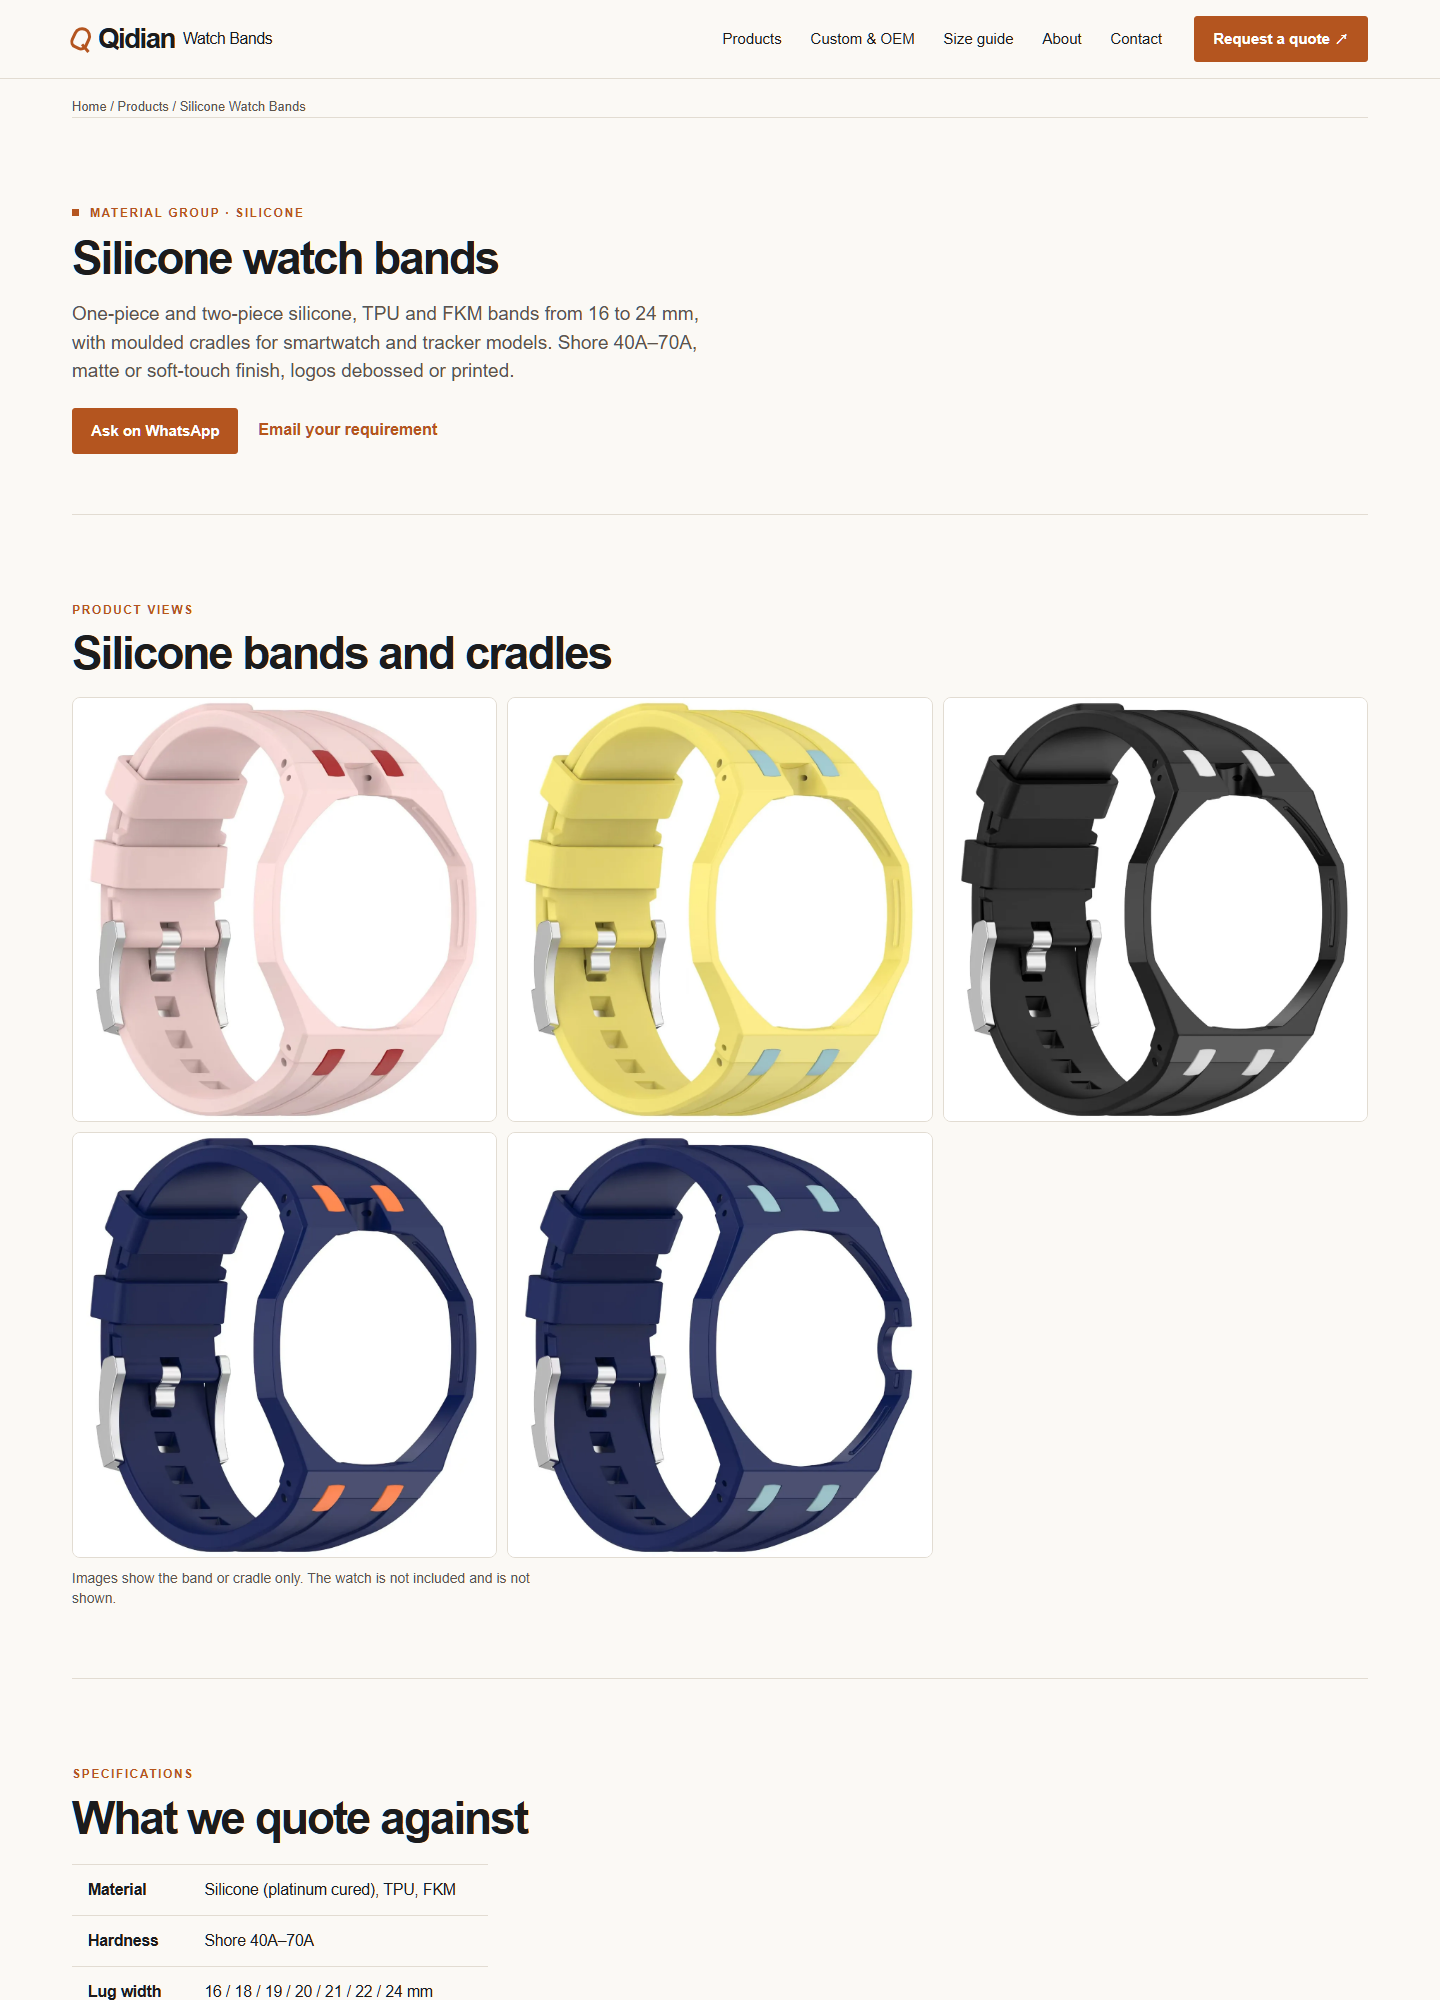 Qidian Watch Bands
Products Custom & OEM Size guide About Contact Request a quote ↗
Home / Products / Silicone Watch Bands
MATERIAL GROUP · SILICONE
Silicone watch bands
One-piece and two-piece silicone, TPU and FKM bands from 16 to 24 mm,
with moulded cradles for smartwatch and tracker models. Shore 40A–70A,
matte or soft-touch finish, logos debossed or printed.
Ask on WhatsApp Email your requirement
PRODUCT VIEWS
Silicone bands and cradles
Images show the band or cradle only. The watch is not included and is not
shown.
SPECIFICATIONS
What we quote against
Material Silicone (platinum cured), TPU, FKM
Hardness Shore 40A–70A
Lug width 16 / 18 / 19 / 20 / 21 / 22 / 24 mm